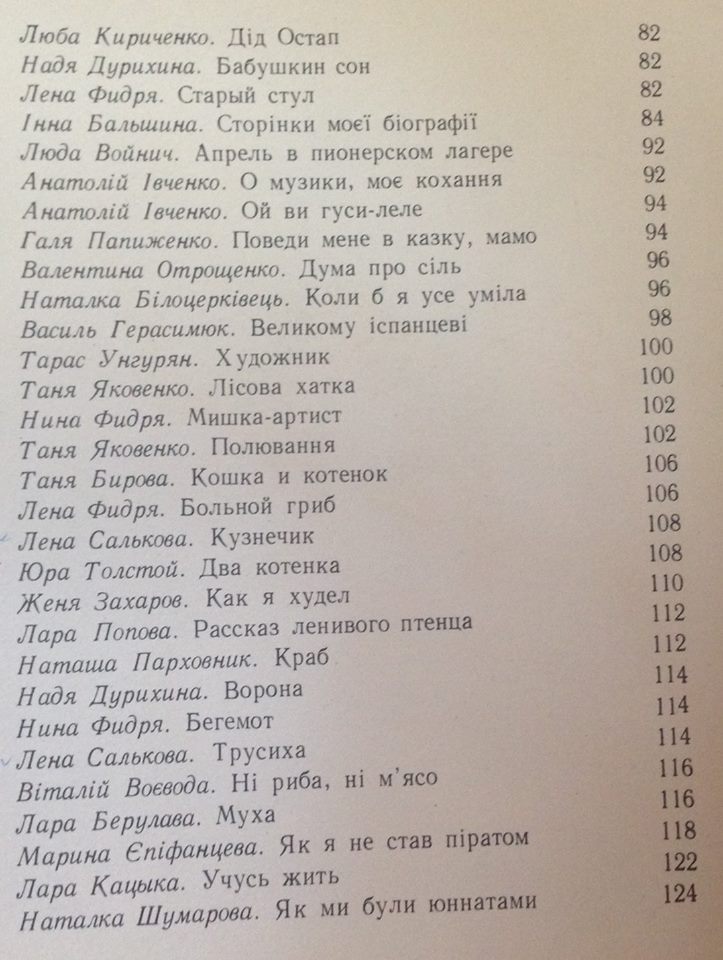 Люба Кириченко. Дід Остап 82
Надя Дурихина. Бабушкин сон 82
Лена Фидря. Старый стул 82
Інна Бальшина. Сторінки моєї біографії 84
Люда Войнич. Апрель в пионерском лагере 92
Анатолій Івченко. О музики, моє кохання 92
Анатолій Івченко. Ой ви гуси-леле 94
Галя Папиженко. Поведи мене в казку, мамо 94
Валентина Отрощенко. Дума про сіль 96
Наталка Білоцерківець. Коли б я усе уміла 96
Василь Герасимюк. Великому іспанцеві 98
Тарас Унгурян. Художник 100
Таня Яковенко. Лісова хатка 100
Нина Фидря. Мишка-артист 102
Таня Яковенко. Полювання 102
Таня Бирова. Кошка и котенок 106
Лена Фидря. Больной гриб 106
Лена Салькова. Кузнечик 108
Юра Толстой. Два котенка 108
Женя Захаров. Как я худел 110
Лара Попова. Рассказ ленивого птенца 112
Наташа Парховник. Краб 112
Надя Дурихина. Ворона 114
Нина Фидря. Бегемот 114
Лена Салькова. Трусиха 114
Віталій Воєвода. Ні риба, ні м'ясо 116
Лара Берулава. Муха 116
Марина Єпіфанцева. Як я не став піратом 118
Лара Кацыка. Учусь жить 122
Наталка Шумарова. Як ми були юннатами 124